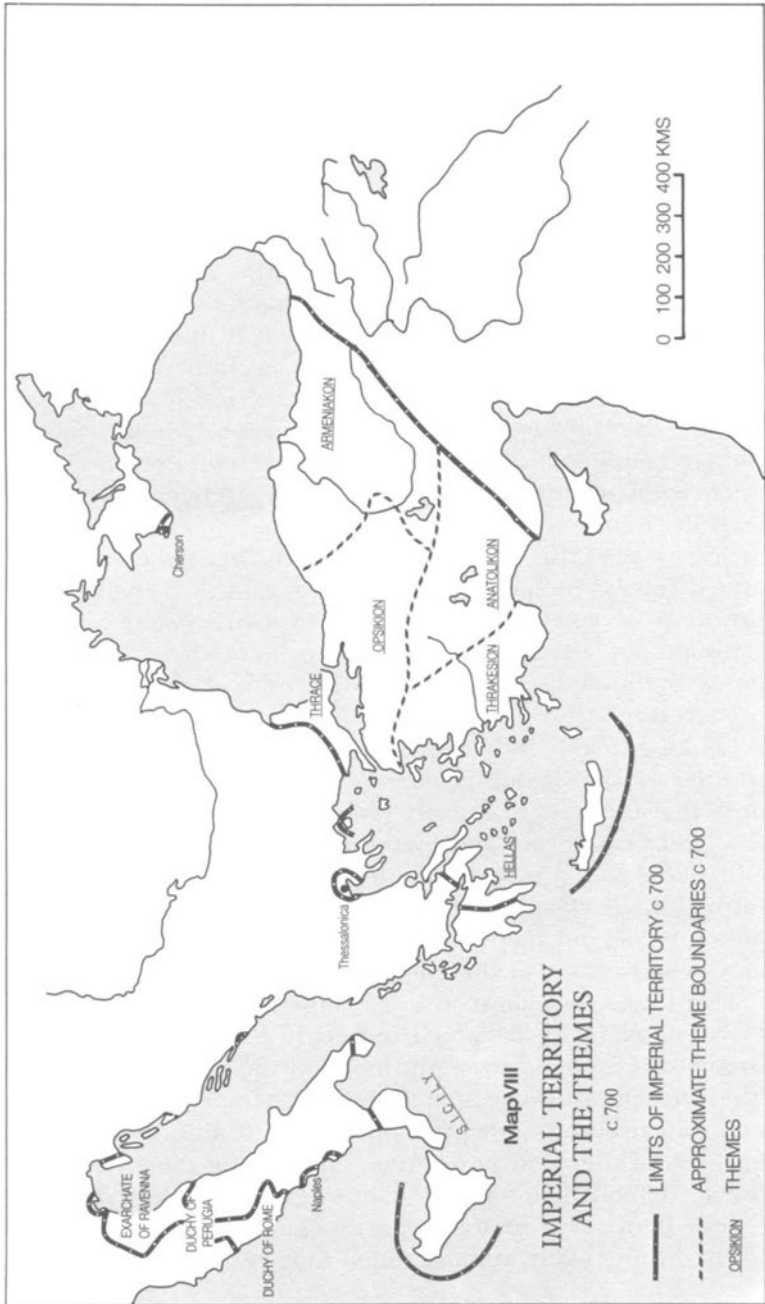 EXARCHATE
OF RAVENNA
DUCHY OF
PERUGIA
DUCHY OF ROME
Naples
SICILY
Thessalonica
HELLAS
THRACE
Cherson
OPSIKION
ARMENIAKON
THRAKESION
ANATOLIKON
MapVIII
IMPERIAL TERRITORY
AND THE THEMES
c 700
LIMITS OF IMPERIAL TERRITORY c 700
APPROXIMATE THEME BOUNDARIES c 700
OPSIKION THEMES
0 100 200 300 400 KMS